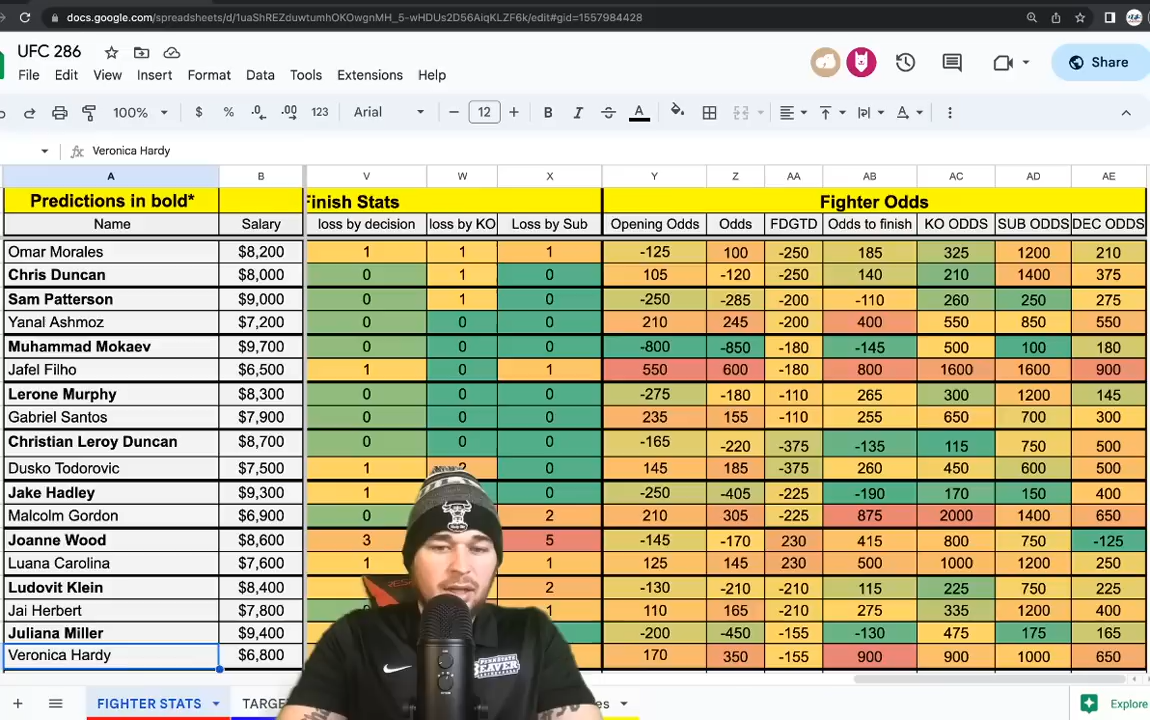 docs.google.com/spreadsheets/d/1uaShREZduwtumhOKOwgnMH_5-wHDUs2D56AiqKLZF6k/edit#gid=1557984428
UFC 286
File Edit View Insert Format Data Tools Extensions Help
Share
100% $ % .0 .00 123 Arial 12 B I A
Veronica Hardy
A B V W X Y Z AA AB AC AD AE
Predictions in bold* Finish Stats Fighter Odds
Name Salary loss by decision loss by KO Loss by Sub Opening Odds Odds FDGTD Odds to finish KO ODDS SUB ODDS DEC ODDS
Omar Morales $8,200 1 1 1 -125 100 -250 185 325 1200 210
Chris Duncan $8,000 0 1 0 105 -120 -250 140 210 1400 375
Sam Patterson $9,000 0 1 0 -250 -285 -200 -110 260 250 275
Yanal Ashmoz $7,200 0 0 0 210 245 -200 400 550 850 550
Muhammad Mokaev $9,700 0 0 0 -800 -850 -180 -145 500 100 180
Jafel Filho $6,500 1 0 1 550 600 -180 800 1600 1600 900
Lerone Murphy $8,300 0 0 0 -275 -180 -110 265 300 1200 145
Gabriel Santos $7,900 0 0 0 235 155 -110 255 650 700 300
Christian Leroy Duncan $8,700 0 0 0 -165 -220 -375 -135 115 750 500
Dusko Todorovic $7,500 1 2 0 145 185 -375 260 450 600 500
Jake Hadley $9,300 1 0 -250 -405 -225 -190 170 150 400
Malcolm Gordon $6,900 0 2 210 305 -225 875 2000 1400 650
Joanne Wood $8,600 3 5 -145 -170 230 415 800 750 -125
Luana Carolina $7,600 1 1 125 145 230 500 1000 1200 250
Ludovit Klein $8,400 2 -130 -210 -210 115 225 750 225
Jai Herbert $7,800 1 110 165 -210 275 335 1200 400
Juliana Miller $9,400 -200 -450 -155 -130 475 175 165
Veronica Hardy $6,800 170 350 -155 900 900 1000 650
FIGHTER STATS Explore